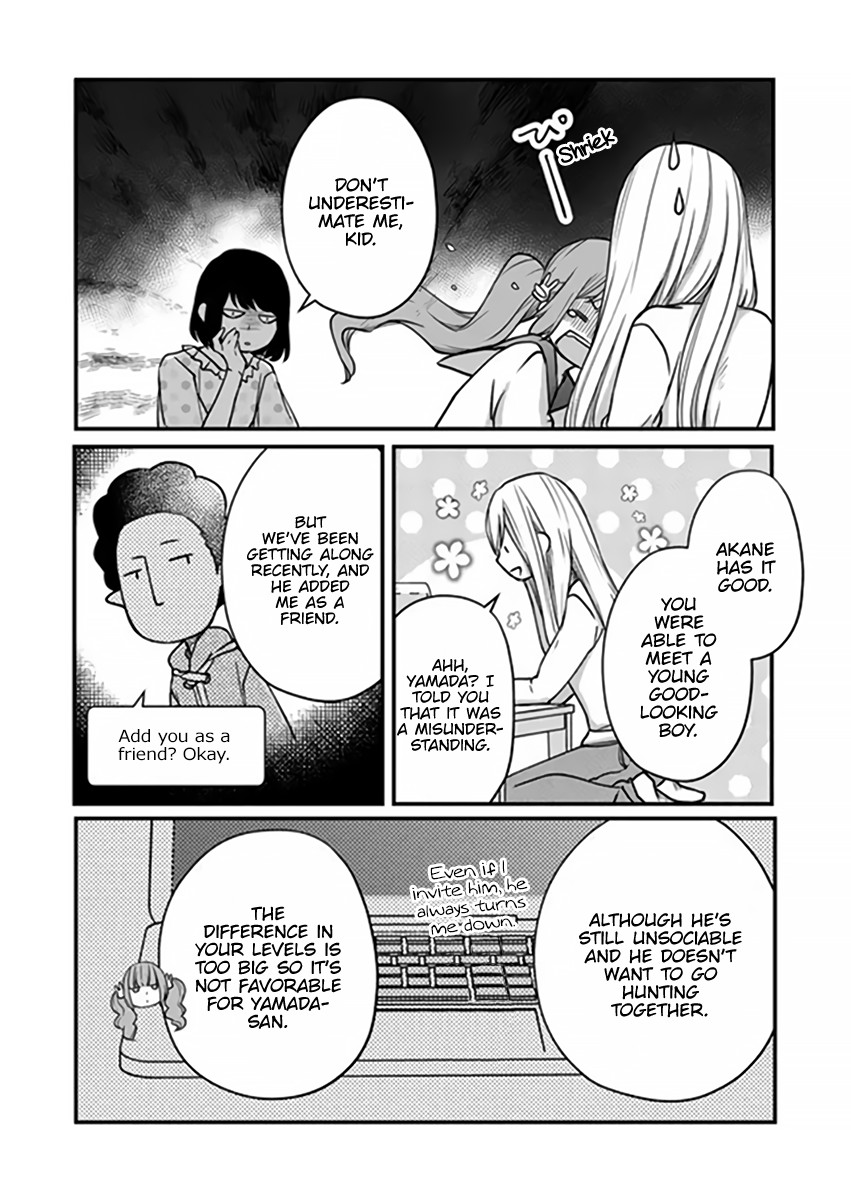 DON'T
UNDERESTI-
MATE ME,
KID.
ぴー
Shriek
AKANE
HAS IT
GOOD.
YOU
WERE
ABLE TO
MEET A
YOUNG
GOOD-
LOOKING
BOY.
AHH,
YAMADA? I
TOLD YOU
THAT IT WAS
A MISUNDER-
STANDING.
BUT
WE'VE BEEN
GETTING ALONG
RECENTLY, AND
HE ADDED
ME AS A
FRIEND.
Add you as a
friend? Okay.
ALTHOUGH HE'S
STILL UNSOCIABLE
AND HE DOESN'T
WANT TO GO
HUNTING
TOGETHER.
Even if I
invite him, he
always turns
me down.
THE
DIFFERENCE IN
YOUR LEVELS IS
TOO BIG SO IT'S
NOT FAVORABLE
FOR YAMADA-
SAN.